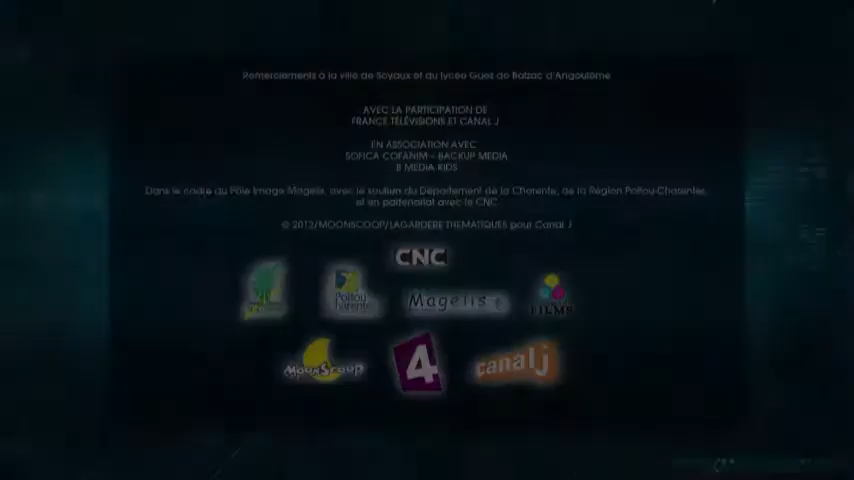 Remerciements à la ville de Soyaux et au lycée Guez de Balzac d'Angoulême
AVEC LA PARTICIPATION DE
FRANCE TÉLÉVISIONS ET CANAL J
EN ASSOCIATION AVEC
SOFICA COFANIM - BACKUP MEDIA
B MEDIA KIDS
Dans le cadre du Pôle Image Magelis, avec le soutien du Département de la Charente, de la Région Poitou-Charentes,
et en partenariat avec le CNC
© 2012/MOONSCOOP/LAGARDERE THEMATIQUES pour Canal J
CNC
Poitou
Charentes
Magelis
FILMS
MoonScoop
4
canal j